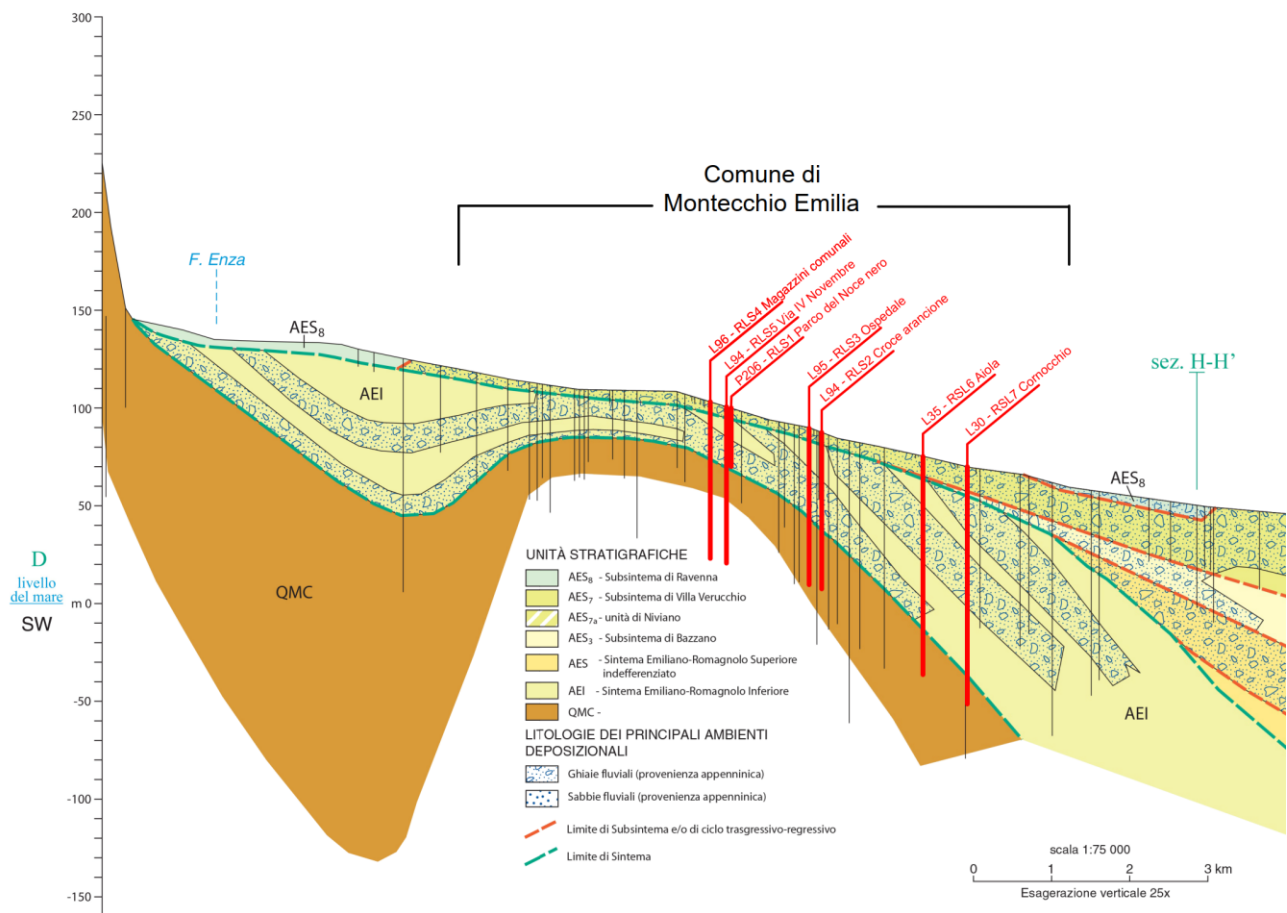 300
250
200
150
100
50
m 0
-50
-100
-150
D
livello
del mare
SW
Comune di
Montecchio Emilia
F. Enza
AES8
AEI
QMC
L96 - RLS4 Magazzini comunali
L94 - RLS5 Via IV Novembre
P206 - RLS1 Parco del Noce nero
L95 - RLS3 Ospedale
L94 - RLS2 Croce arancione
L35 - RSL6 Aiola
L30 - RSL7 Cornocchio
sez. H-H'
AES8
AEI
UNITÀ STRATIGRAFICHE
AES8 - Subsintema di Ravenna
AES7 - Subsintema di Villa Verucchio
AES7a - unità di Niviano
AES3 - Subsintema di Bazzano
AES - Sintema Emiliano-Romagnolo Superiore
indefferenziato
AEI - Sintema Emiliano-Romagnolo Inferiore
QMC -
LITOLOGIE DEI PRINCIPALI AMBIENTI
DEPOSIZIONALI
Ghiaie fluviali (provenienza appenninica)
Sabbie fluviali (provenienza appenninica)
Limite di Subsintema e/o di ciclo trasgressivo-regressivo
Limite di Sintema
scala 1:75 000
0 1 2 3 km
Esagerazione verticale 25x